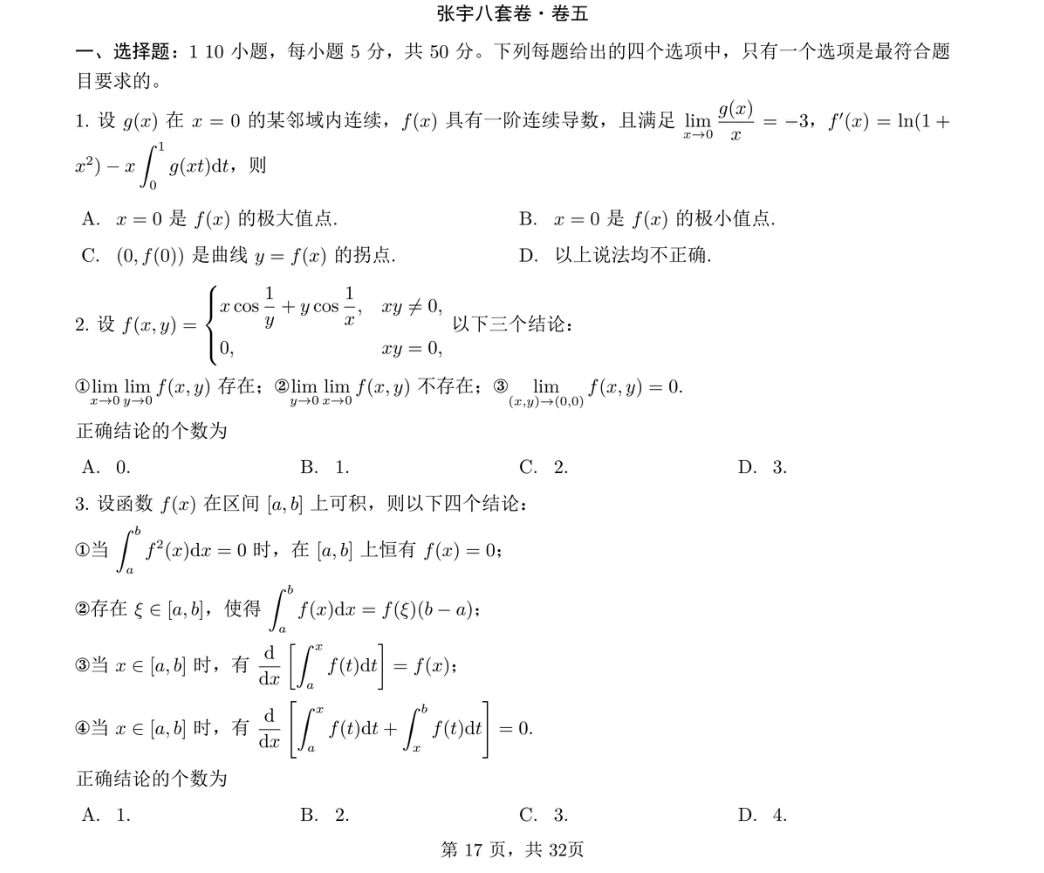 张宇八套卷·卷五
一、选择题：1 10 小题，每小题 5 分，共 50 分。下列每题给出的四个选项中，只有一个选项是最符合题
目要求的。
1. 设 g(x) 在 x = 0 的某邻域内连续，f(x) 具有一阶连续导数，且满足 lim_{x→0} g(x)/x = −3，f′(x) = ln(1 +
x²) − x ∫₀¹ g(xt)dt，则
A. x = 0 是 f(x) 的极大值点. B. x = 0 是 f(x) 的极小值点.
C. (0, f(0)) 是曲线 y = f(x) 的拐点. D. 以上说法均不正确.
2. 设 f(x, y) = { x cos 1/y + y cos 1/x, xy ≠ 0, 0, xy = 0, 以下三个结论：
①lim_{x→0} lim_{y→0} f(x, y) 存在；②lim_{y→0} lim_{x→0} f(x, y) 不存在；③ lim_{(x,y)→(0,0)} f(x, y) = 0.
正确结论的个数为
A. 0. B. 1. C. 2. D. 3.
3. 设函数 f(x) 在区间 [a, b] 上可积，则以下四个结论：
①当 ∫_a^b f²(x)dx = 0 时，在 [a, b] 上恒有 f(x) = 0；
②存在 ξ ∈ [a, b]，使得 ∫_a^b f(x)dx = f(ξ)(b − a)；
③当 x ∈ [a, b] 时，有 d/dx [∫_a^x f(t)dt] = f(x)；
④当 x ∈ [a, b] 时，有 d/dx [∫_a^x f(t)dt + ∫_x^b f(t)dt] = 0.
正确结论的个数为
A. 1. B. 2. C. 3. D. 4.
第 17 页，共 32页